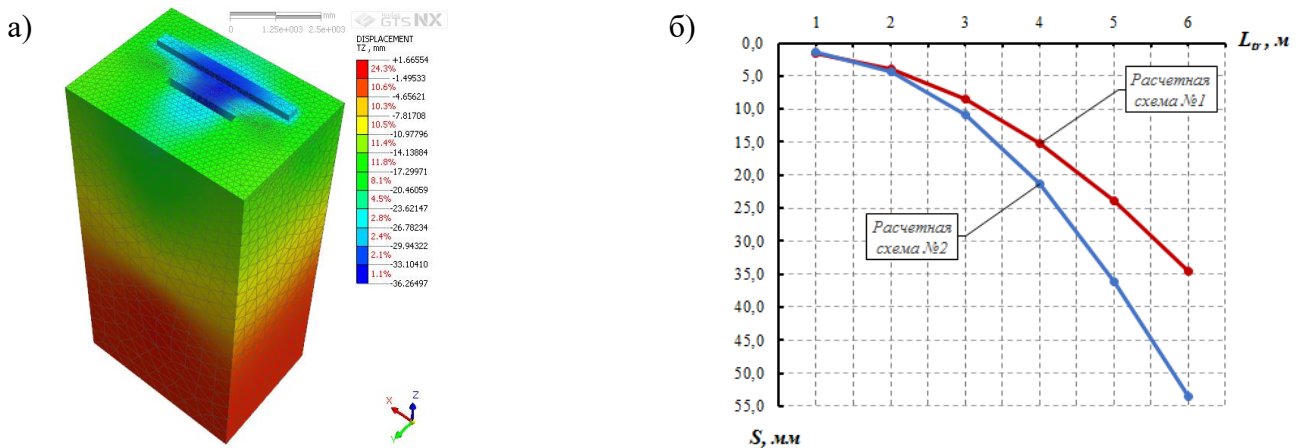 а)
mm
0 1.25e+003 2.5e+003
GTS NX
DISPLACEMENT
TZ , mm
+1.66554
24.3%
-1.49533
10.6%
-4.65621
10.3%
-7.81708
10.5%
-10.97796
11.4%
-14.13884
11.8%
-17.29971
8.1%
-20.46059
4.5%
-23.62147
2.8%
-26.78234
2.4%
-29.94322
2.1%
-33.10410
1.1%
-36.26497
X
Y
Z
б)
1 2 3 4 5 6
L_tr , м
0,0
5,0
10,0
15,0
20,0
25,0
30,0
35,0
40,0
45,0
50,0
55,0
Расчетная
схема №1
Расчетная
схема №2
S, мм